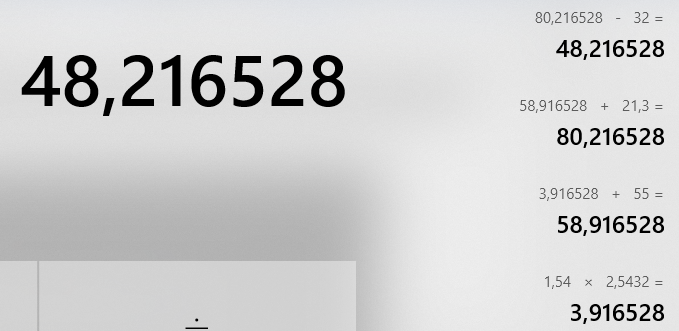 48,216528
80,216528 - 32 =
48,216528
58,916528 + 21,3 =
80,216528
3,916528 + 55 =
58,916528
1,54 × 2,5432 =
3,916528
÷